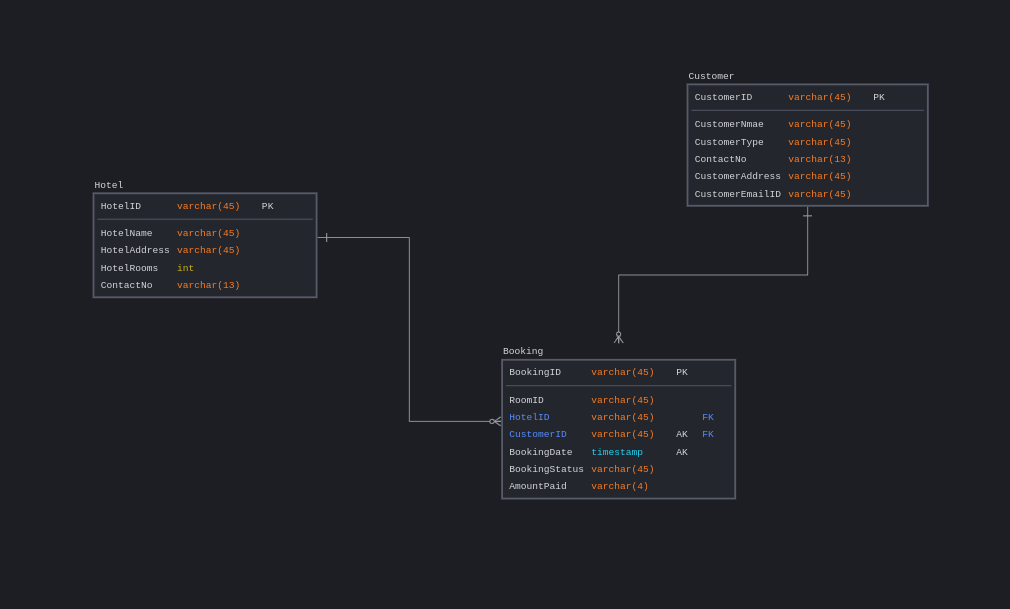 Customer
CustomerID varchar(45) PK
CustomerNmae varchar(45)
CustomerType varchar(45)
ContactNo varchar(13)
CustomerAddress varchar(45)
CustomerEmailID varchar(45)
Hotel
HotelID varchar(45) PK
HotelName varchar(45)
HotelAddress varchar(45)
HotelRooms int
ContactNo varchar(13)
Booking
BookingID varchar(45) PK
RoomID varchar(45)
HotelID varchar(45) FK
CustomerID varchar(45) AK FK
BookingDate timestamp AK
BookingStatus varchar(45)
AmountPaid varchar(4)